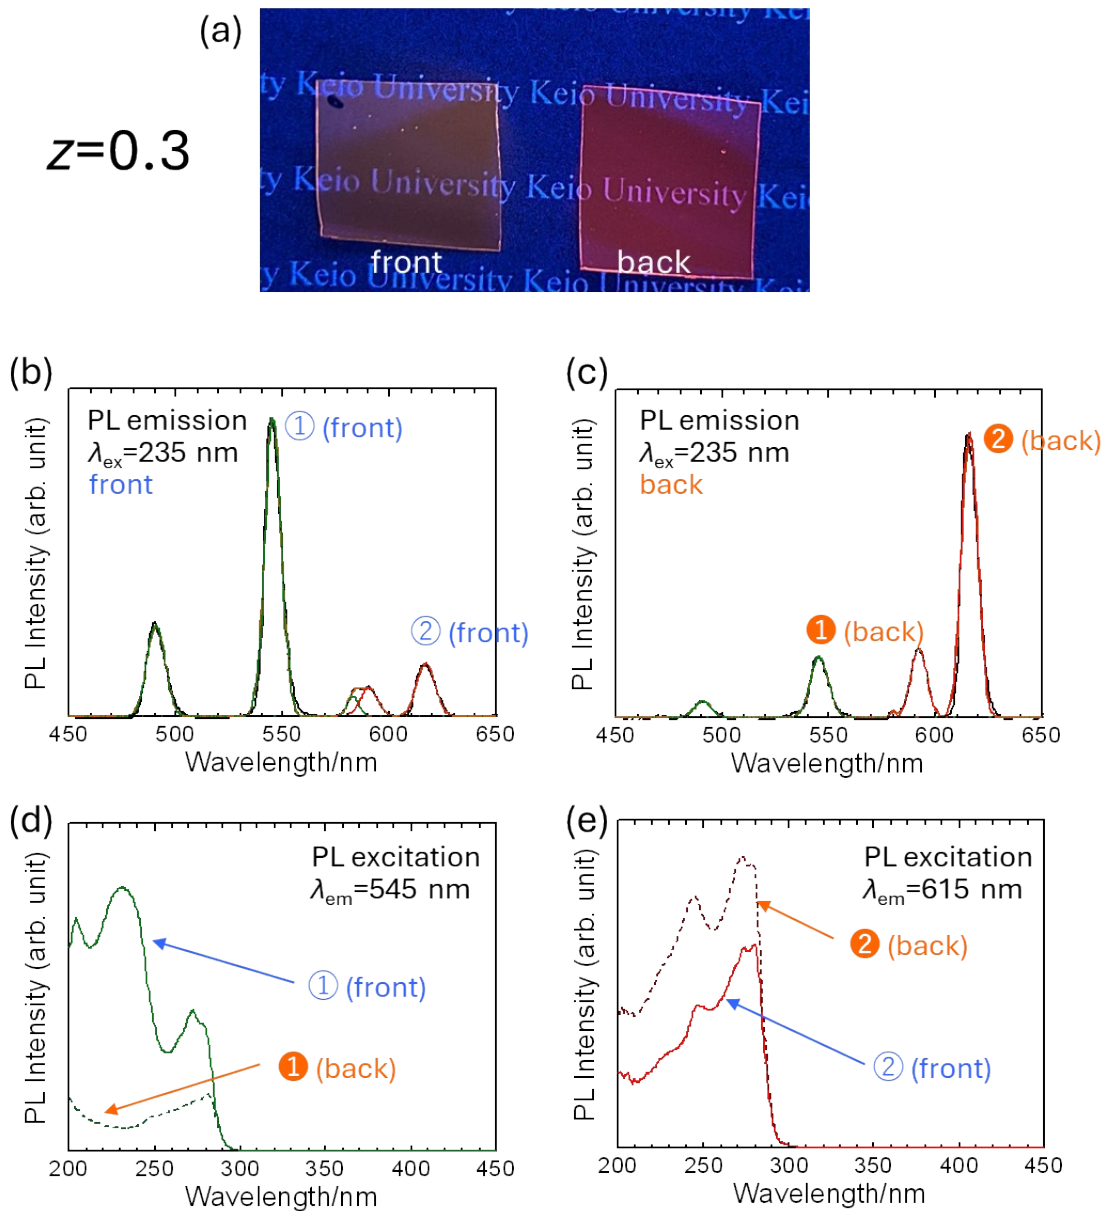 (a)
Keio University
ty Keio University Keio University Kei
z=0.3
ty Keio University Keio University Kei
front
back
ty Keio University Keio University Kei
(b)
PL emission
λex=235 nm
front
① (front)
② (front)
PL Intensity (arb. unit)
450 500 550 600 650
Wavelength/nm
(c)
PL emission
λex=235 nm
back
❷ (back)
❶ (back)
PL Intensity (arb. unit)
450 500 550 600 650
Wavelength/nm
(d)
PL excitation
λem=545 nm
① (front)
❶ (back)
PL Intensity (arb. unit)
200 250 300 350 400 450
Wavelength/nm
(e)
PL excitation
λem=615 nm
❷ (back)
② (front)
PL Intensity (arb. unit)
200 250 300 350 400 450
Wavelength/nm